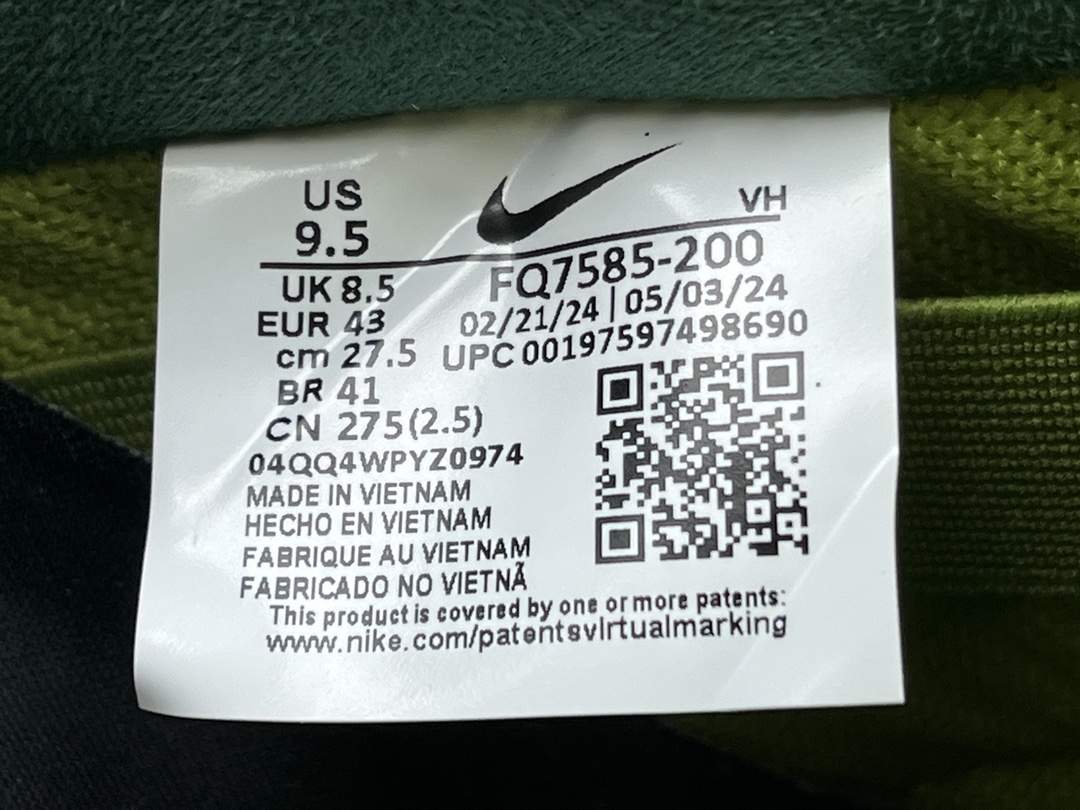 US
9.5
VH
UK 8.5
FQ7585-200
EUR 43
02/21/24 | 05/03/24
cm 27.5
UPC 00197597498690
BR 41
CN 275(2.5)
04QQ4WPYZ0974
MADE IN VIETNAM
HECHO EN VIETNAM
FABRIQUE AU VIETNAM
FABRICADO NO VIETNÃ
This product is covered by one or more patents:
www.nike.com/patentsvirtualmarking